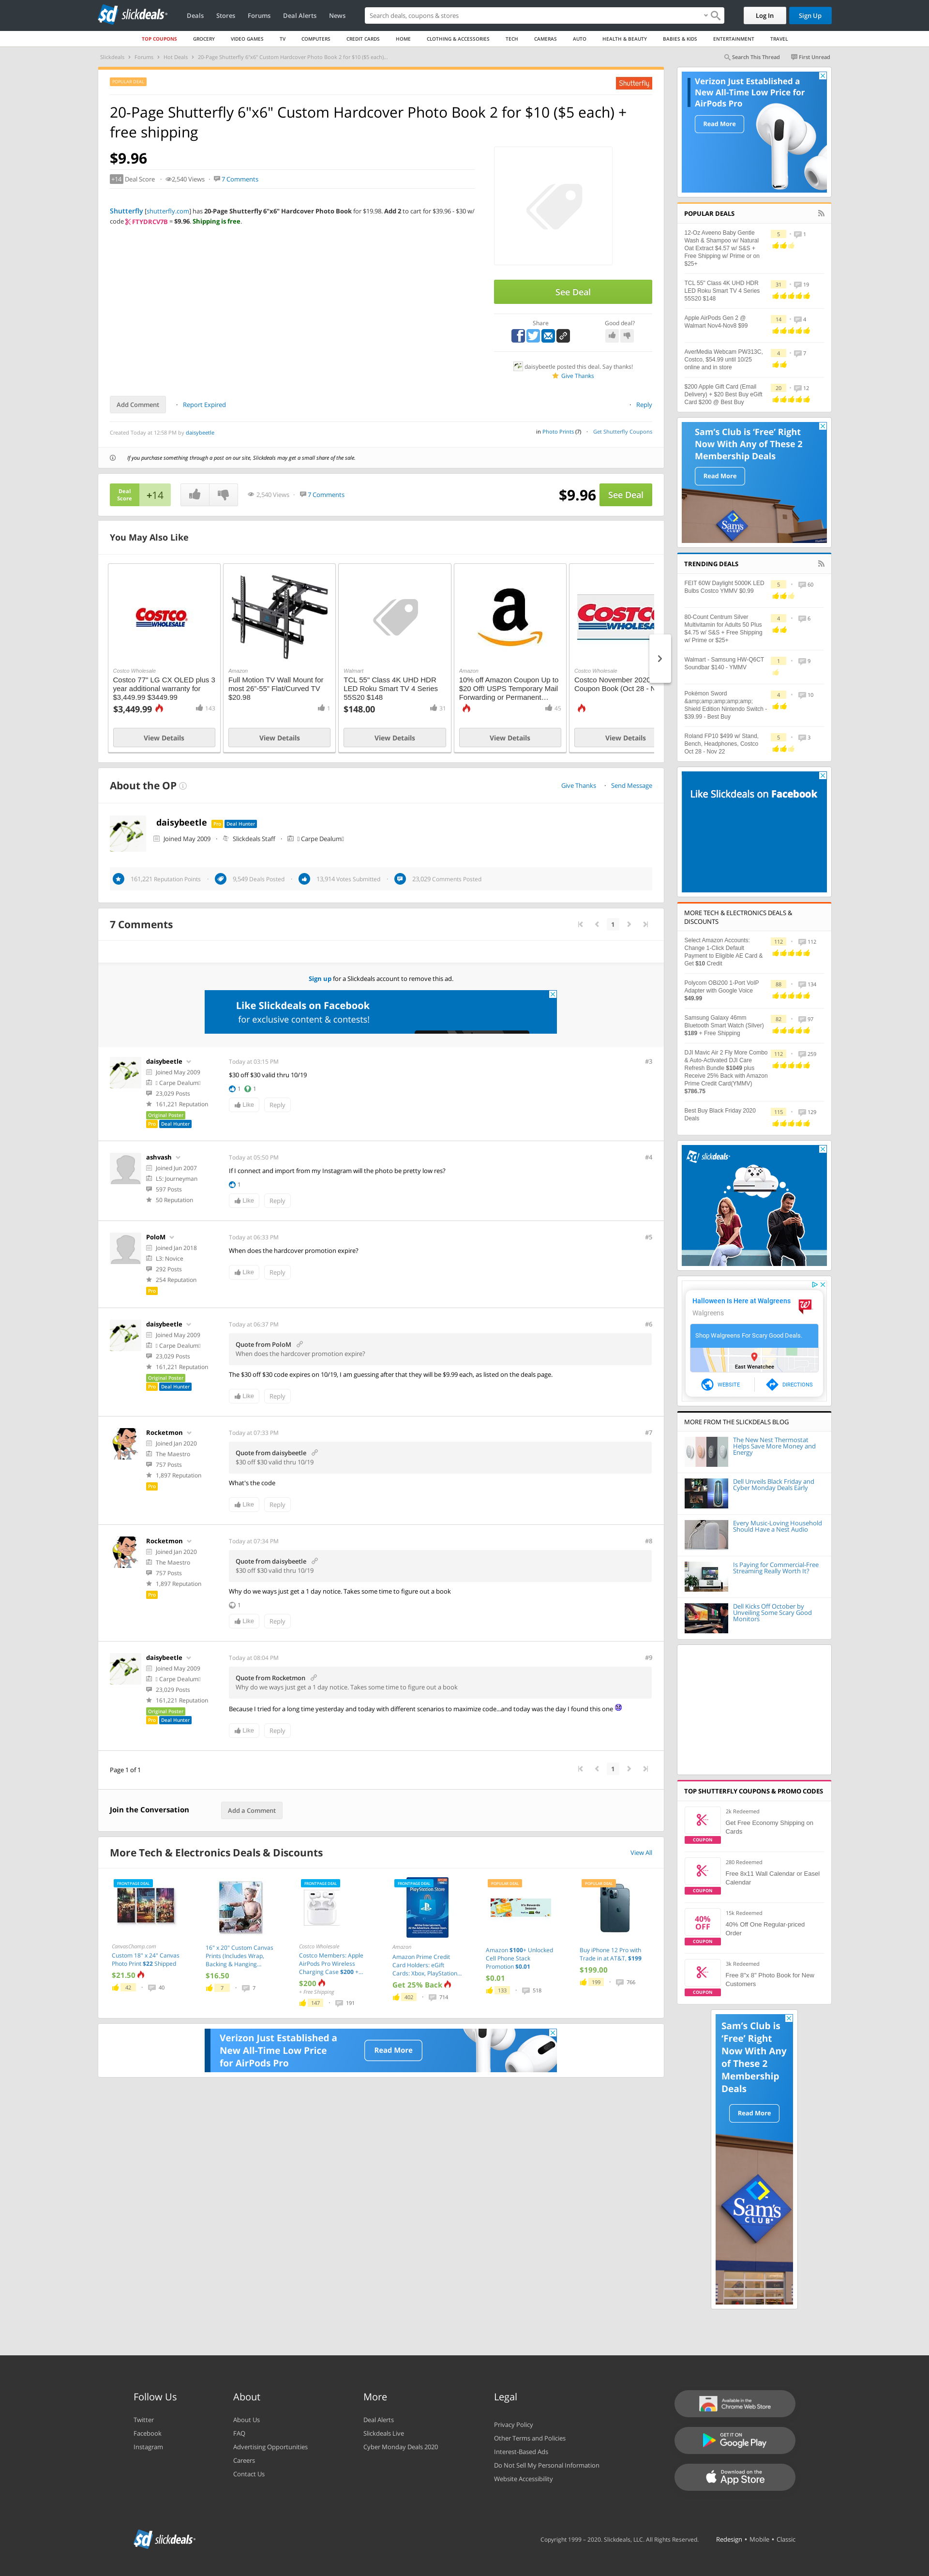 slickdeals
Deals
Stores
Forums
Deal Alerts
News
Search deals, coupons & stores
Log In
Sign Up
TOP COUPONS
GROCERY
VIDEO GAMES
TV
COMPUTERS
CREDIT CARDS
HOME
CLOTHING & ACCESSORIES
TECH
CAMERAS
AUTO
HEALTH & BEAUTY
BABIES & KIDS
ENTERTAINMENT
TRAVEL
Slickdeals > Forums > Hot Deals > 20-Page Shutterfly 6"x6" Custom Hardcover Photo Book 2 for $10 ($5 each)...
Search This Thread
First Unread
POPULAR DEAL
Shutterfly
20-Page Shutterfly 6"x6" Custom Hardcover Photo Book 2 for $10 ($5 each) +
free shipping
$9.96
+14 Deal Score
2,540 Views
7 Comments
Shutterfly [shutterfly.com] has 20-Page Shutterfly 6"x6" Hardcover Photo Book for $19.98. Add 2 to cart for $39.96 - $30 w/
code FTYDRCV7B = $9.96. Shipping is free.
See Deal
Share
Good deal?
daisybeetle posted this deal. Say thanks!
Give Thanks
Add Comment
Report Expired
Reply
Created Today at 12:58 PM by daisybeetle
in Photo Prints (7)
Get Shutterfly Coupons
If you purchase something through a post on our site, Slickdeals may get a small share of the sale.
Deal
Score
+14
2,540 Views
7 Comments
$9.96
See Deal
You May Also Like
COSTCO
WHOLESALE
Costco Wholesale
Costco 77" LG CX OLED plus 3
year additional warranty for
$3,449.99 $3449.99
$3,449.99
143
View Details
Amazon
Full Motion TV Wall Mount for
most 26"-55" Flat/Curved TV
$20.98
1
View Details
Walmart
TCL 55" Class 4K UHD HDR
LED Roku Smart TV 4 Series
55S20 $148
$148.00
31
View Details
Amazon
10% off Amazon Coupon Up to
$20 Off! USPS Temporary Mail
Forwarding or Permanent...
45
View Details
Costco Wholesale
Costco November 2020
Coupon Book (Oct 28 - N
View Details
About the OP
Give Thanks
Send Message
daisybeetle
Pro
Deal Hunter
Joined May 2009
Slickdeals Staff
Carpe Dealum
161,221 Reputation Points
9,549 Deals Posted
13,914 Votes Submitted
23,029 Comments Posted
7 Comments
1
Sign up for a Slickdeals account to remove this ad.
Like Slickdeals on Facebook
for exclusive content & contests!
daisybeetle
Joined May 2009
Carpe Dealum
23,029 Posts
161,221 Reputation
Original Poster
Pro
Deal Hunter
Today at 03:15 PM
#3
$30 off $30 valid thru 10/19
1
1
Like
Reply
ashvash
Joined Jun 2007
L5: Journeyman
597 Posts
50 Reputation
Today at 05:50 PM
#4
If I connect and import from my Instagram will the photo be pretty low res?
1
Like
Reply
PoloM
Joined Jan 2018
L3: Novice
292 Posts
254 Reputation
Pro
Today at 06:33 PM
#5
When does the hardcover promotion expire?
Like
Reply
daisybeetle
Joined May 2009
Carpe Dealum
23,029 Posts
161,221 Reputation
Original Poster
Pro
Deal Hunter
Today at 06:37 PM
#6
Quote from PoloM
When does the hardcover promotion expire?
The $30 off $30 code expires on 10/19, I am guessing after that they will be $9.99 each, as listed on the deals page.
Like
Reply
Rocketmon
Joined Jan 2020
The Maestro
757 Posts
1,897 Reputation
Pro
Today at 07:33 PM
#7
Quote from daisybeetle
$30 off $30 valid thru 10/19
What's the code
Like
Reply
Rocketmon
Joined Jan 2020
The Maestro
757 Posts
1,897 Reputation
Pro
Today at 07:34 PM
#8
Quote from daisybeetle
$30 off $30 valid thru 10/19
Why do we ways just get a 1 day notice. Takes some time to figure out a book
1
Like
Reply
daisybeetle
Joined May 2009
Carpe Dealum
23,029 Posts
161,221 Reputation
Original Poster
Pro
Deal Hunter
Today at 08:04 PM
#9
Quote from Rocketmon
Why do we ways just get a 1 day notice. Takes some time to figure out a book
Because I tried for a long time yesterday and today with different scenarios to maximize code...and today was the day I found this one
Like
Reply
Page 1 of 1
1
Join the Conversation
Add a Comment
More Tech & Electronics Deals & Discounts
View All
FRONTPAGE DEAL
CanvasChamp.com
Custom 18" x 24" Canvas
Photo Print $22 Shipped
$21.50
42
40
16" x 20" Custom Canvas
Prints (Includes Wrap,
Backing & Hanging...
$16.50
7
7
FRONTPAGE DEAL
Costco Wholesale
Costco Members: Apple
AirPods Pro Wireless
Charging Case $200 +...
$200
+ Free Shipping
147
191
FRONTPAGE DEAL
PlayStation Store
Amazon
Amazon Prime Credit
Card Holders: eGift
Cards: Xbox, PlayStation...
Get 25% Back
402
714
POPULAR DEAL
Amazon $100+ Unlocked
Cell Phone Stack
Promotion $0.01
$0.01
133
518
POPULAR DEAL
Buy iPhone 12 Pro with
Trade in at AT&T, $199
$199.00
199
766
Verizon Just Established a
New All-Time Low Price
for AirPods Pro
Read More
Verizon Just Established a
New All-Time Low Price for
AirPods Pro
Read More
POPULAR DEALS
12-Oz Aveeno Baby Gentle
Wash & Shampoo w/ Natural
Oat Extract $4.57 w/ S&S +
Free Shipping w/ Prime or on
$25+
5
1
TCL 55" Class 4K UHD HDR
LED Roku Smart TV 4 Series
55S20 $148
31
19
Apple AirPods Gen 2 @
Walmart Nov4-Nov8 $99
14
4
AverMedia Webcam PW313C,
Costco, $54.99 until 10/25
online and in store
4
7
$200 Apple Gift Card (Email
Delivery) + $20 Best Buy eGift
Card $200 @ Best Buy
20
12
Sam's Club is 'Free' Right
Now With Any of These 2
Membership Deals
Read More
Sam's
CLUB
TRENDING DEALS
FEIT 60W Daylight 5000K LED
Bulbs Costco YMMV $0.99
5
60
80-Count Centrum Silver
Multivitamin for Adults 50 Plus
$4.75 w/ S&S + Free Shipping
w/ Prime or $25+
4
6
Walmart - Samsung HW-Q6CT
Soundbar $140 - YMMV
1
9
Pokémon Sword
&amp;amp;amp;amp;amp;
Shield Edition Nintendo Switch -
$39.99 - Best Buy
4
10
Roland FP10 $499 w/ Stand,
Bench, Headphones, Costco
Oct 28 - Nov 22
5
3
Like Slickdeals on Facebook
MORE TECH & ELECTRONICS DEALS &
DISCOUNTS
Select Amazon Accounts:
Change 1-Click Default
Payment to Eligible AE Card &
Get $10 Credit
112
112
Polycom OBi200 1-Port VoIP
Adapter with Google Voice
$49.99
88
134
Samsung Galaxy 46mm
Bluetooth Smart Watch (Silver)
$189 + Free Shipping
82
97
DJI Mavic Air 2 Fly More Combo
& Auto-Activated DJI Care
Refresh Bundle $1049 plus
Receive 25% Back with Amazon
Prime Credit Card(YMMV)
$786.75
112
259
Best Buy Black Friday 2020
Deals
115
129
slickdeals
Halloween Is Here at Walgreens
Walgreens
Shop Walgreens For Scary Good Deals.
East Wenatchee
WEBSITE
DIRECTIONS
MORE FROM THE SLICKDEALS BLOG
The New Nest Thermostat
Helps Save More Money and
Energy
Dell Unveils Black Friday and
Cyber Monday Deals Early
Every Music-Loving Household
Should Have a Nest Audio
Is Paying for Commercial-Free
Streaming Really Worth It?
Dell Kicks Off October by
Unveiling Some Scary Good
Monitors
TOP SHUTTERFLY COUPONS & PROMO CODES
COUPON
2k Redeemed
Get Free Economy Shipping on
Cards
COUPON
280 Redeemed
Free 8x11 Wall Calendar or Easel
Calendar
40%
OFF
COUPON
15k Redeemed
40% Off One Regular-priced
Order
COUPON
3k Redeemed
Free 8"x 8" Photo Book for New
Customers
Sam's Club is
'Free' Right
Now With Any
of These 2
Membership
Deals
Read More
Sam's
CLUB
Follow Us
Twitter
Facebook
Instagram
About
About Us
FAQ
Advertising Opportunities
Careers
Contact Us
More
Deal Alerts
Slickdeals Live
Cyber Monday Deals 2020
Legal
Privacy Policy
Other Terms and Policies
Interest-Based Ads
Do Not Sell My Personal Information
Website Accessibility
Available in the
Chrome Web Store
GET IT ON
Google Play
Download on the
App Store
slickdeals
Copyright 1999 – 2020. Slickdeals, LLC. All Rights Reserved.
Redesign • Mobile • Classic